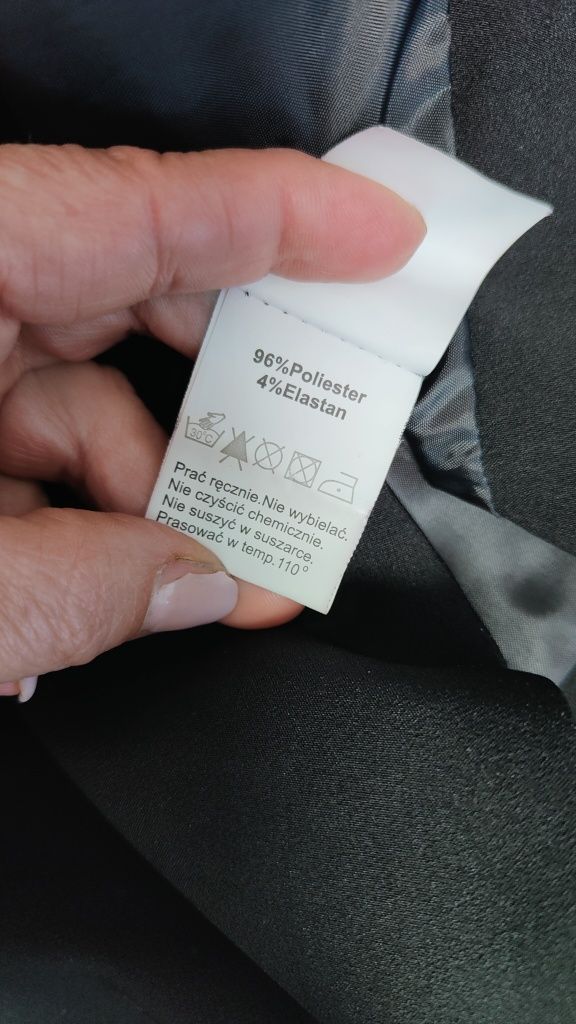 96%Poliester
4%Elastan
30°C
Prać ręcznie.Nie wybielać.
Nie czyścić chemicznie.
Nie suszyć w suszarce.
Prasować w temp.110°